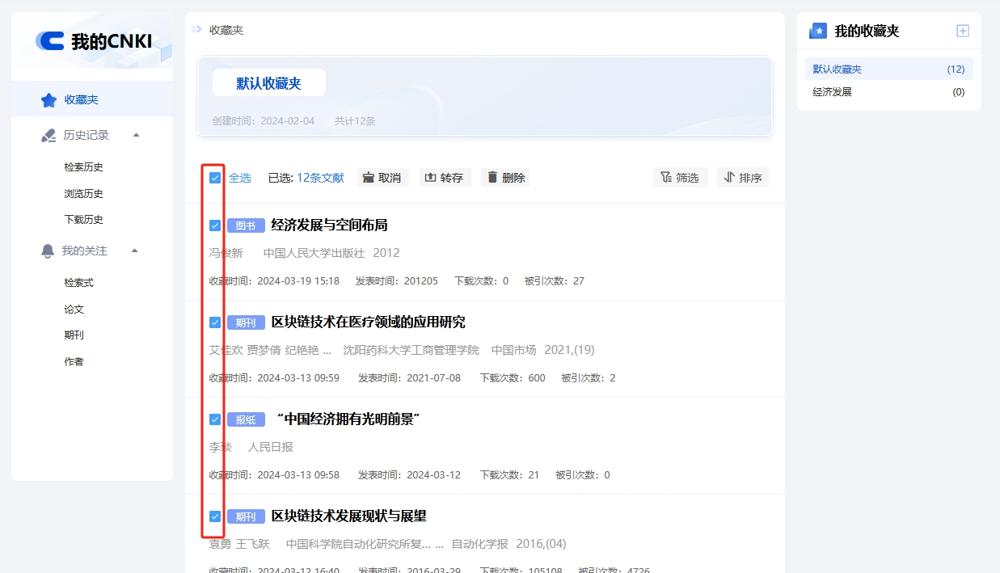 我的CNKI
收藏夹
历史记录
检索历史
浏览历史
下载历史
我的关注
检索式
论文
期刊
作者
收藏夹
默认收藏夹
创建时间：2024-02-04 共计12条
全选 已选: 12条文献 取消 转存 删除 筛选 排序
图书 经济发展与空间布局
冯俊新 中国人民大学出版社 2012
收藏时间：2024-03-19 15:18 发表时间：201205 下载次数：0 被引次数：27
期刊 区块链技术在医疗领域的应用研究
艾佳欢 贾梦倩 纪艳艳 ... 沈阳药科大学工商管理学院 中国市场 2021,(19)
收藏时间：2024-03-13 09:59 发表时间：2021-07-08 下载次数：600 被引次数：2
报纸 “中国经济拥有光明前景”
李琰 人民日报
收藏时间：2024-03-13 09:58 发表时间：2024-03-12 下载次数：21 被引次数：0
期刊 区块链技术发展现状与展望
袁勇 王飞跃 中国科学院自动化研究所复... ... 自动化学报 2016,(04)
收藏时间：2024-03-12 16:40 发表时间：2016-03-29 下载次数：105108 被引次数：4726
我的收藏夹
默认收藏夹 (12)
经济发展 (0)